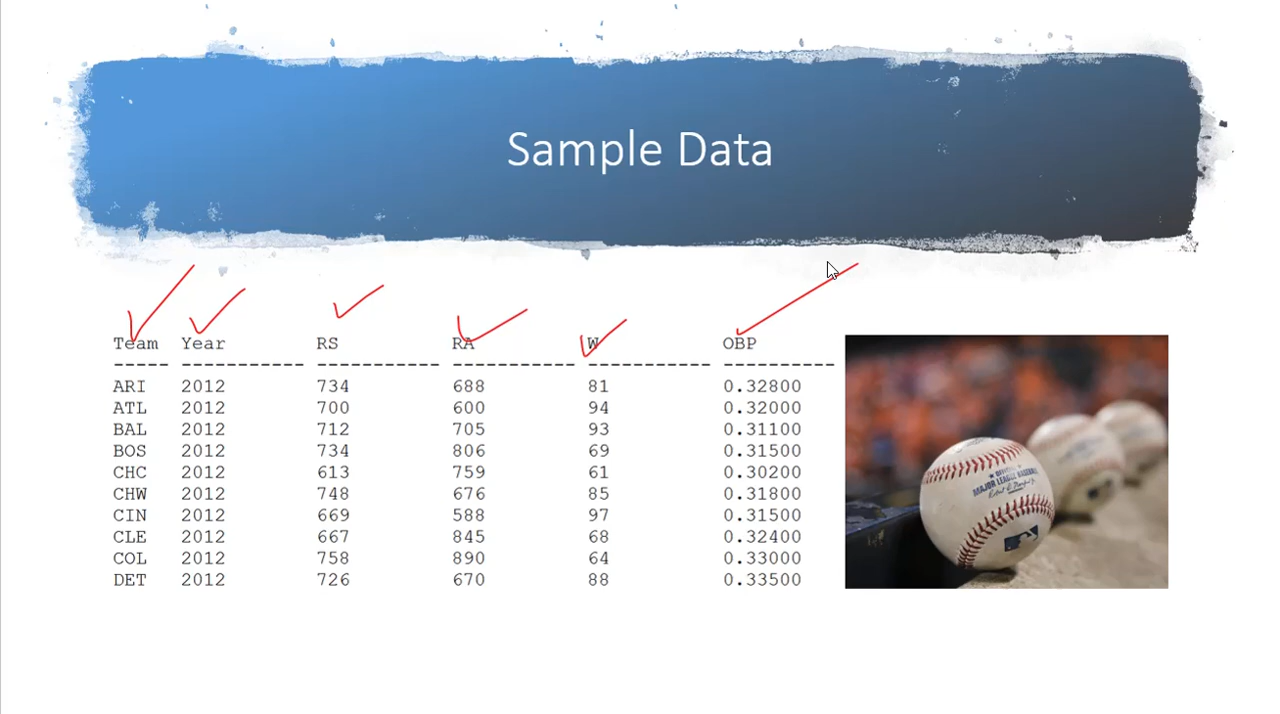 Sample Data
Team Year RS RA W OBP
----- ----------- ----------- ----------- ----------- ----------
ARI 2012 734 688 81 0.32800
ATL 2012 700 600 94 0.32000
BAL 2012 712 705 93 0.31100
BOS 2012 734 806 69 0.31500
CHC 2012 613 759 61 0.30200
CHW 2012 748 676 85 0.31800
CIN 2012 669 588 97 0.31500
CLE 2012 667 845 68 0.32400
COL 2012 758 890 64 0.33000
DET 2012 726 670 88 0.33500
OFFICIAL
MAJOR LEAGUE BASEBALL